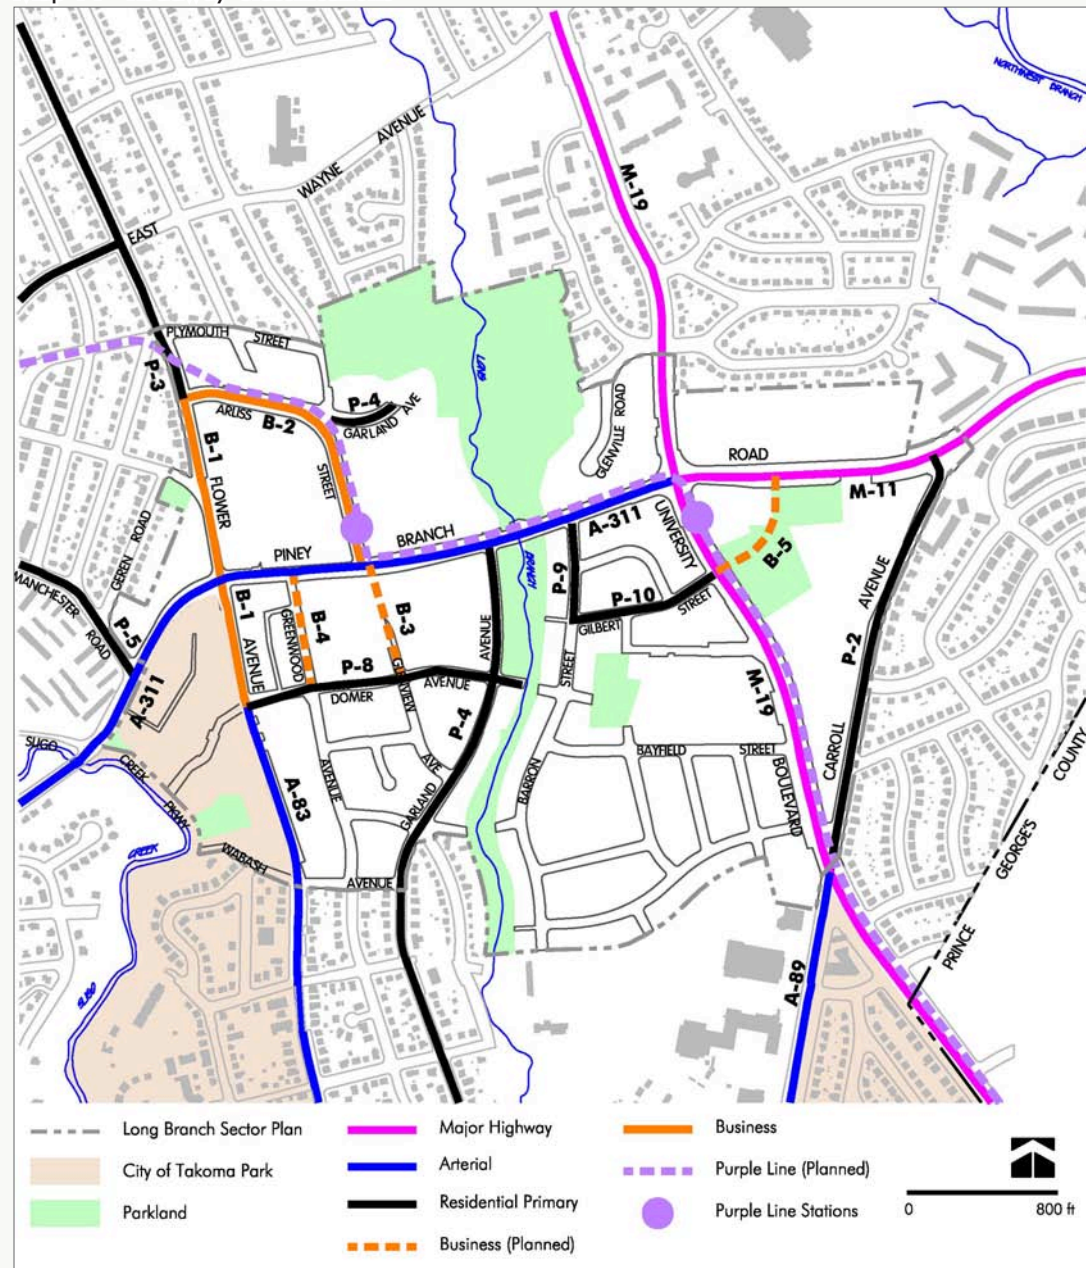 NORTHWEST BRANCH
WAYNE AVENUE
M-19
EAST
PLYMOUTH STREET
P-3
LONG
P-4
GARLAND AVE
ARLISS
B-2
STREET
B-1
FLOWER
GLENVILLE ROAD
ROAD
M-11
A-311
UNIVERSITY
BRANCH
PINEY
GEREN ROAD
B-5
AVENUE
MANCHESTER ROAD
P-5
B-1
AVENUE
GREENWOOD
B-4
B-3
AVENUE
BRANCH
P-9
P-10
GILBERT STREET
P-2
P-8
GLENVIEW
DOMER AVENUE
STREET
A-311
M-19
SLIGO
CREEK
PKWY
P-4
AVE
BAYFIELD STREET
CARROLL
COUNTY
AVENUE
BOULEVARD
GARLAND
BARRON
A-83
GEORGE'S
CREEK
WABASH
AVENUE
PRINCE
SLIGO
A-89
Long Branch Sector Plan
City of Takoma Park
Parkland
Major Highway
Arterial
Residential Primary
Business (Planned)
Business
Purple Line (Planned)
Purple Line Stations
0 800 ft